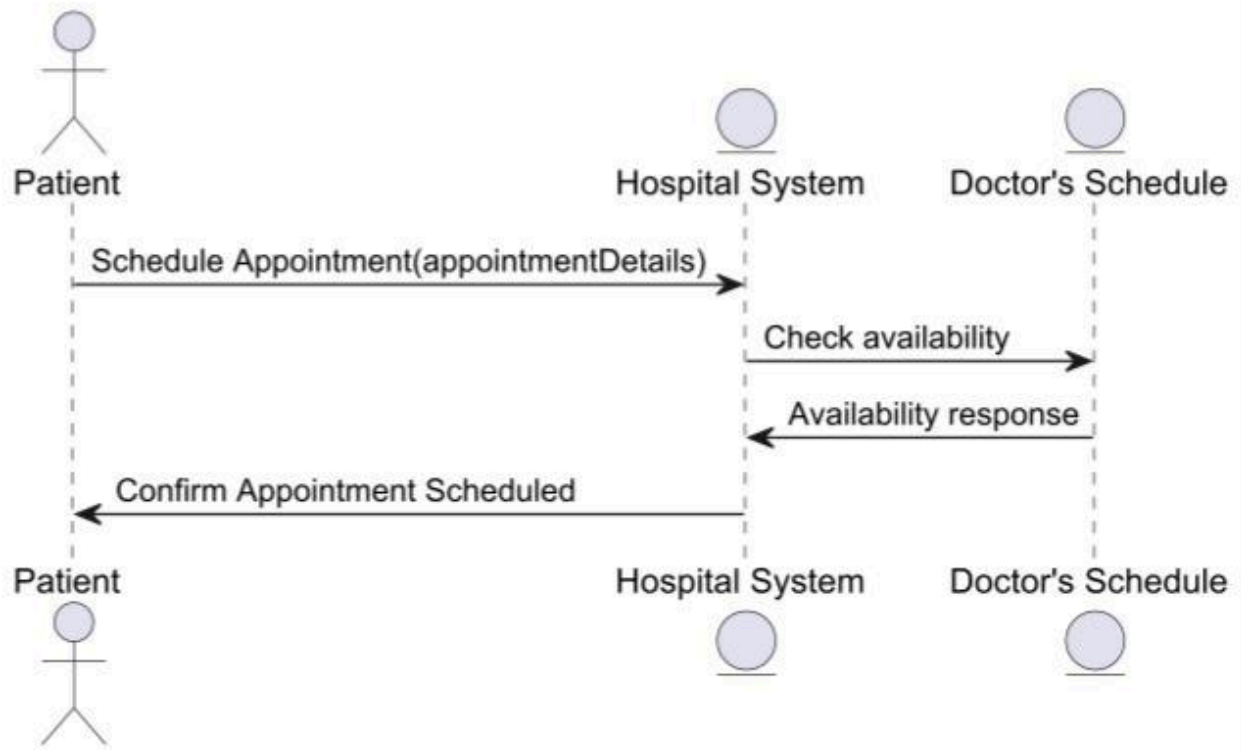 Patient
Hospital System
Doctor's Schedule
Schedule Appointment(appointmentDetails)
Check availability
Availability response
Confirm Appointment Scheduled
Patient
Hospital System
Doctor's Schedule